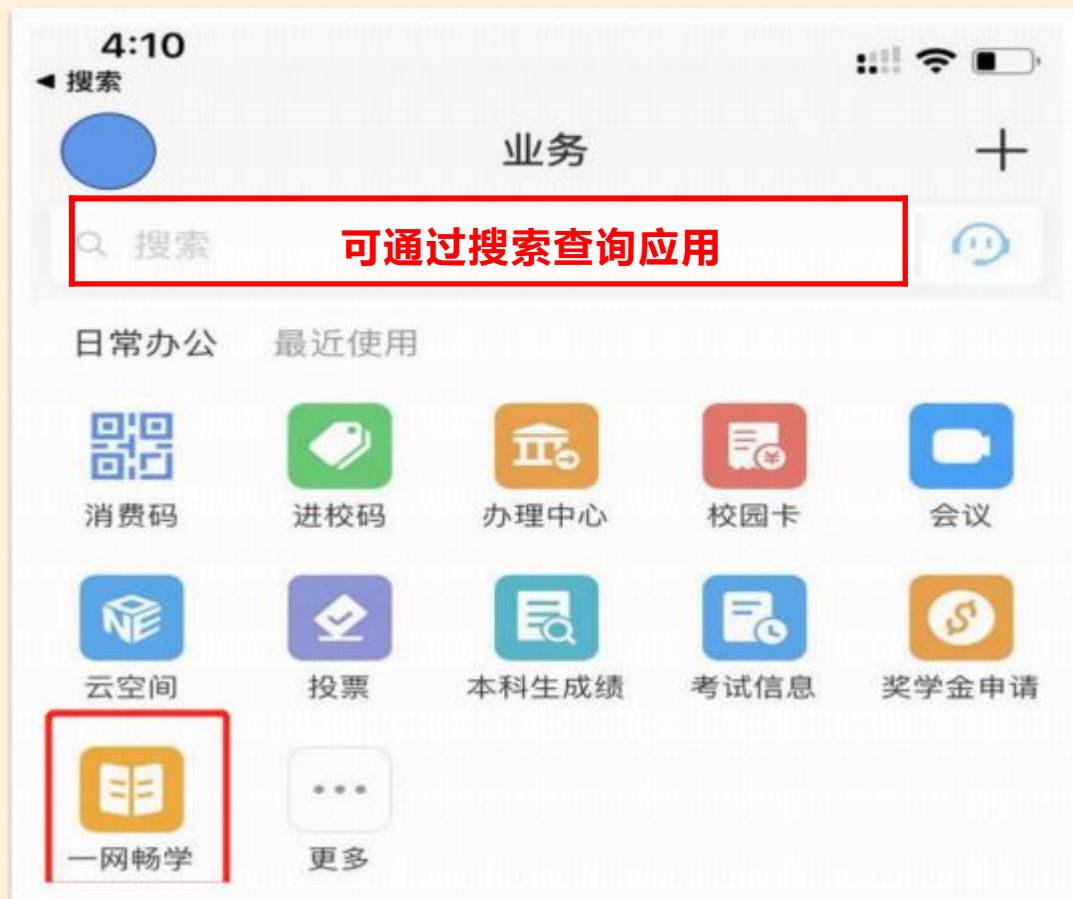 4:10
◀ 搜索
业务
搜索 可通过搜索查询应用
日常办公 最近使用
消费码 进校码 办理中心 校园卡 会议
云空间 投票 本科生成绩 考试信息 奖学金申请
一网畅学 更多